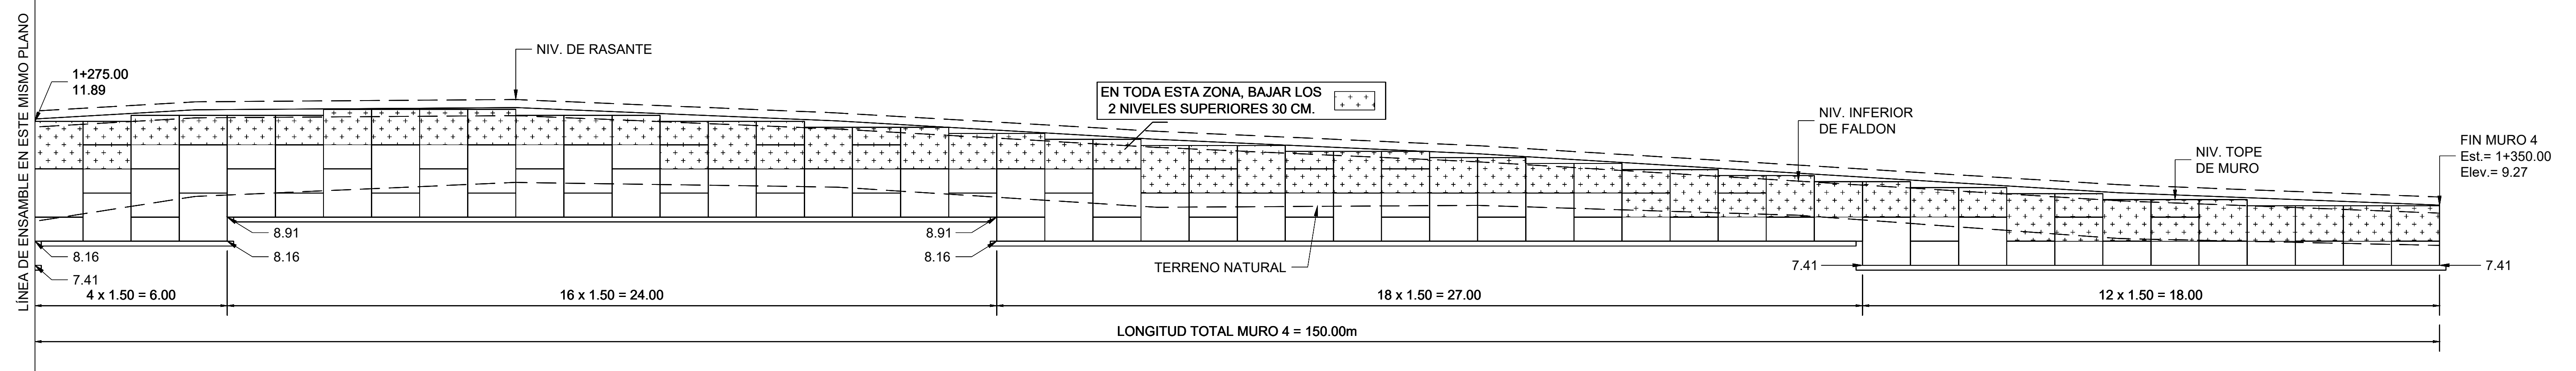 LÍNEA DE ENSAMBLE EN ESTE MISMO PLANO
1+275.00
11.89
NIV. DE RASANTE
EN TODA ESTA ZONA, BAJAR LOS
2 NIVELES SUPERIORES 30 CM.
NIV. INFERIOR
DE FALDON
NIV. TOPE
DE MURO
FIN MURO 4
Est.= 1+350.00
Elev.= 9.27
8.91
8.91
8.16
8.16
8.16
7.41
TERRENO NATURAL
7.41
7.41
4 x 1.50 = 6.00
16 x 1.50 = 24.00
18 x 1.50 = 27.00
12 x 1.50 = 18.00
LONGITUD TOTAL MURO 4 = 150.00m